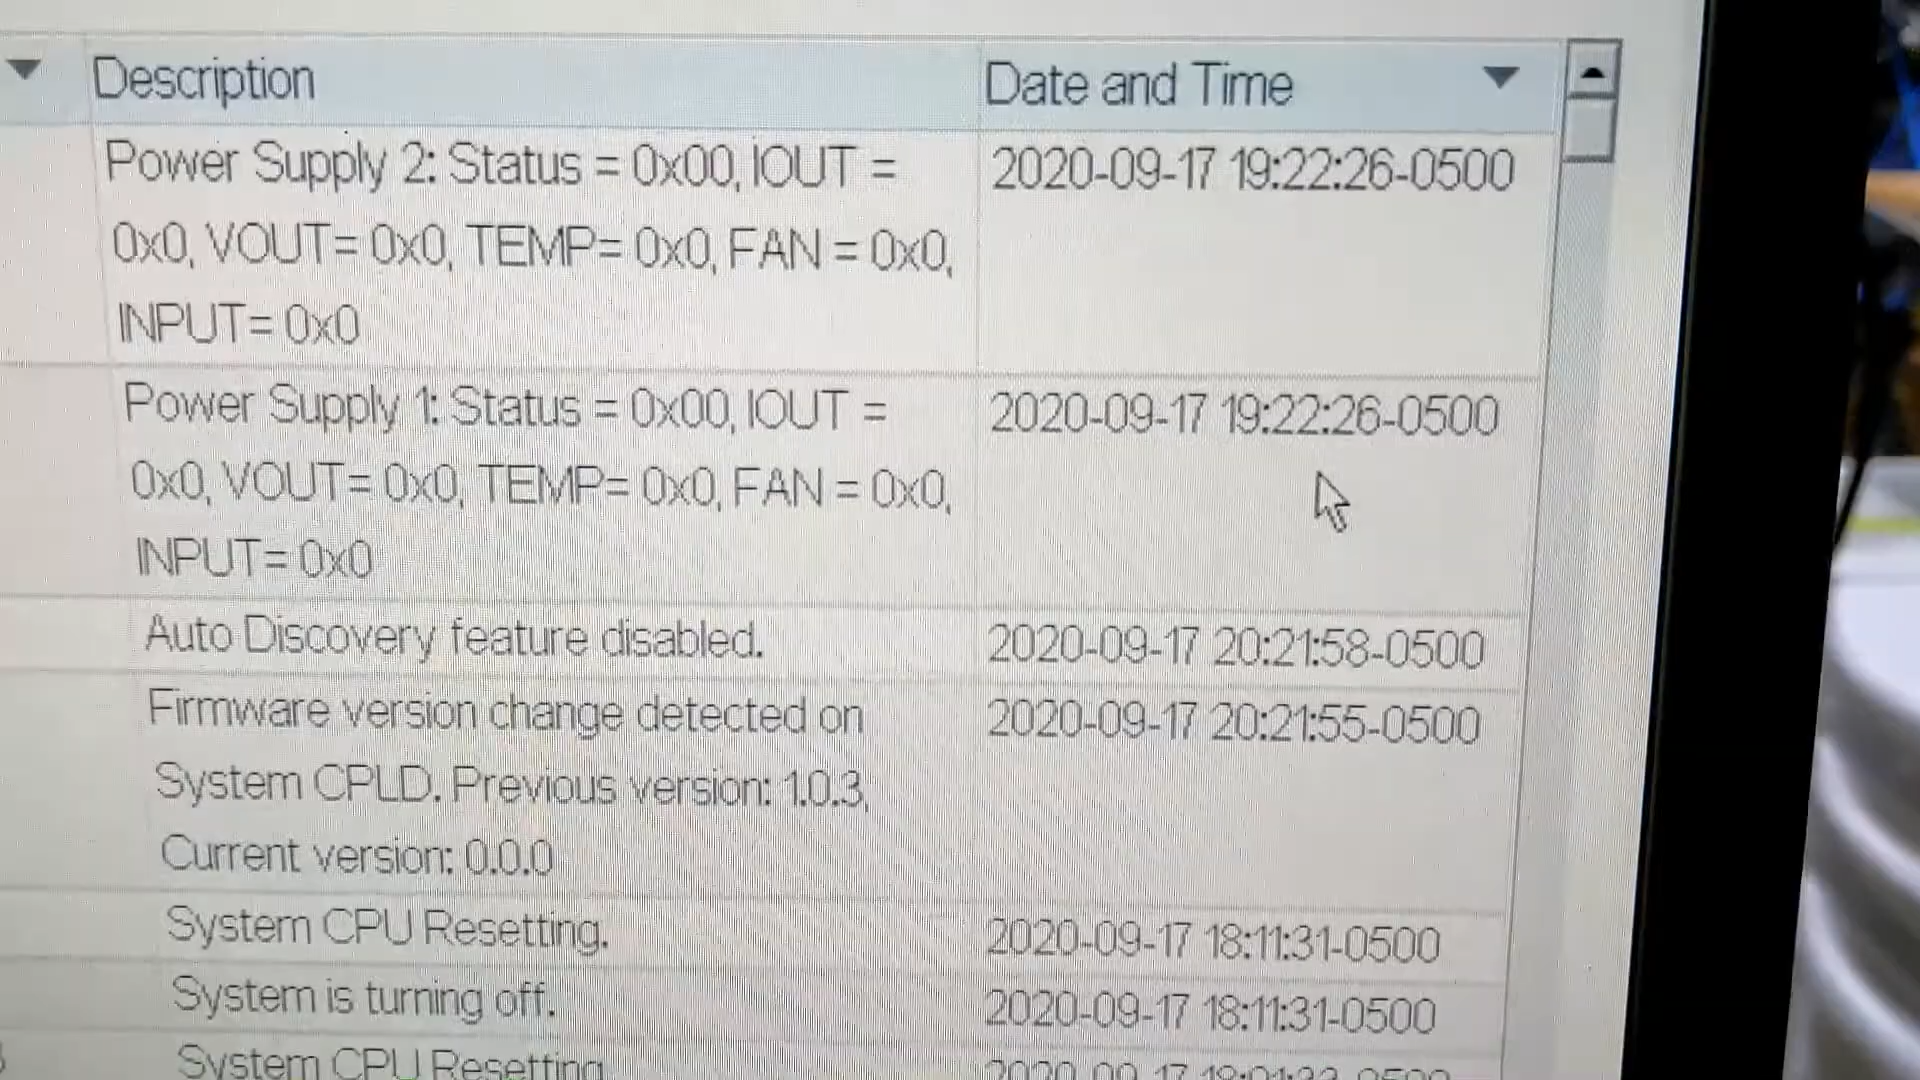 Description
Date and Time
Power Supply 2: Status = 0x00, IOUT =
0x0, VOUT= 0x0, TEMP= 0x0, FAN = 0x0,
INPUT= 0x0
2020-09-17 19:22:26-0500
Power Supply 1: Status = 0x00, IOUT =
0x0, VOUT= 0x0, TEMP= 0x0, FAN = 0x0,
INPUT= 0x0
2020-09-17 19:22:26-0500
Auto Discovery feature disabled.
2020-09-17 20:21:58-0500
Firmware version change detected on
System CPLD. Previous version: 1.0.3,
Current version: 0.0.0
2020-09-17 20:21:55-0500
System CPU Resetting.
2020-09-17 18:11:31-0500
System is turning off.
2020-09-17 18:11:31-0500
System CPU Resetting